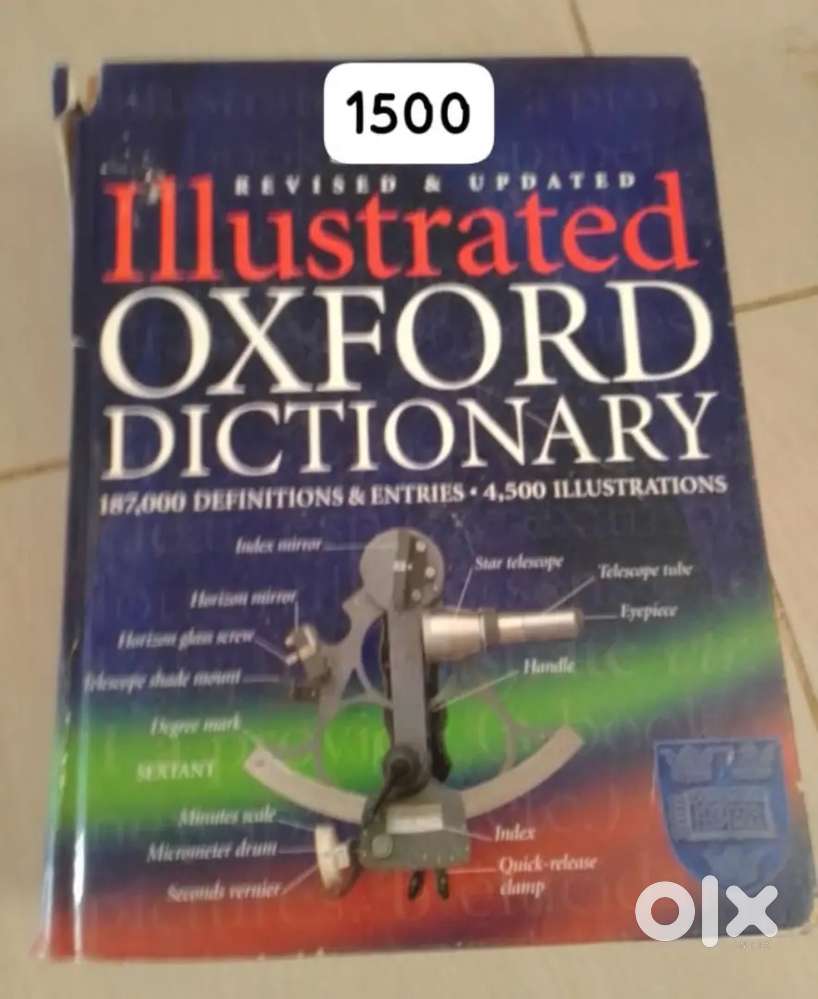 1500
REVISED & UPDATED
Illustrated
OXFORD
DICTIONARY
187,000 DEFINITIONS & ENTRIES • 4,500 ILLUSTRATIONS
Index mirror
Star telescope
Telescope tube
Horizon mirror
Eyepiece
Horizon glass screw
Handle
Telescope shade mount
Degree mark
SEXTANT
Minutes scale
Index
Micrometer drum
Quick-release
clamp
Seconds vernier
olx